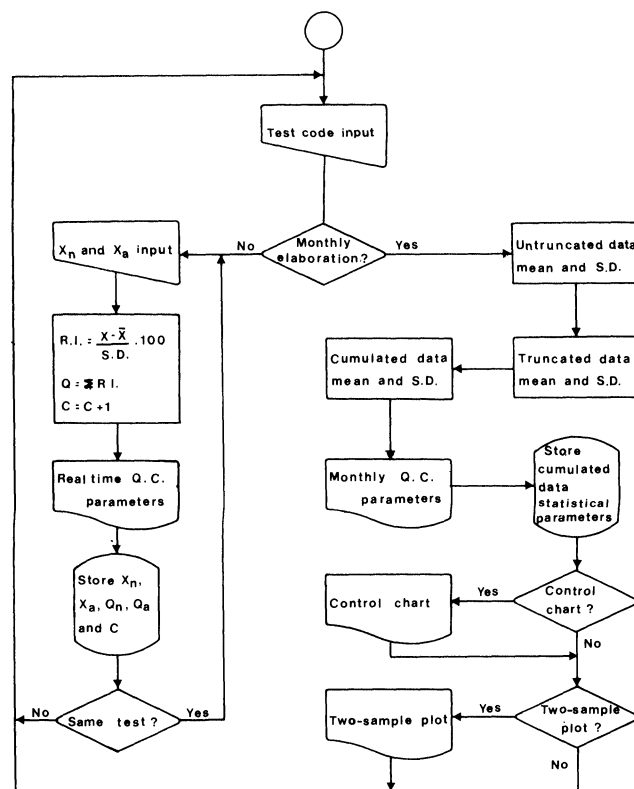 Test code input
Monthly
elaboration?
No
Yes
Xn and Xa input
Untruncated data
mean and S.D.
R.I. = X-X̄ / S.D. .100
Q = R.I.
C = C+1
Truncated data
mean and S.D.
Cumulated data
mean and S.D.
Real time Q.C.
parameters
Monthly Q.C.
parameters
Store
cumulated
data
statistical
parameters
Store Xn,
Xa, Qn, Qa
and C
Control chart
Yes
Control
chart ?
No
Same test ?
No
Yes
Two-sample plot
Yes
Two-sample
plot ?
No